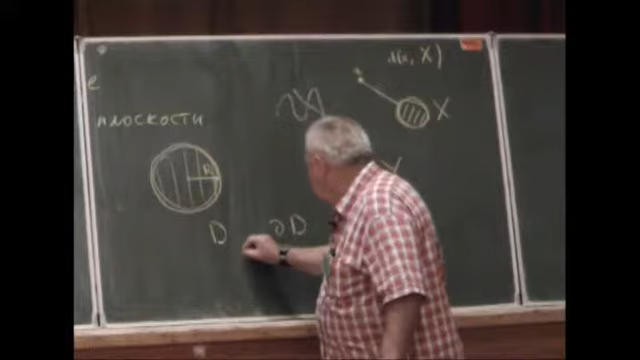 d(x, X)
X
плоскости
R
D ∂D